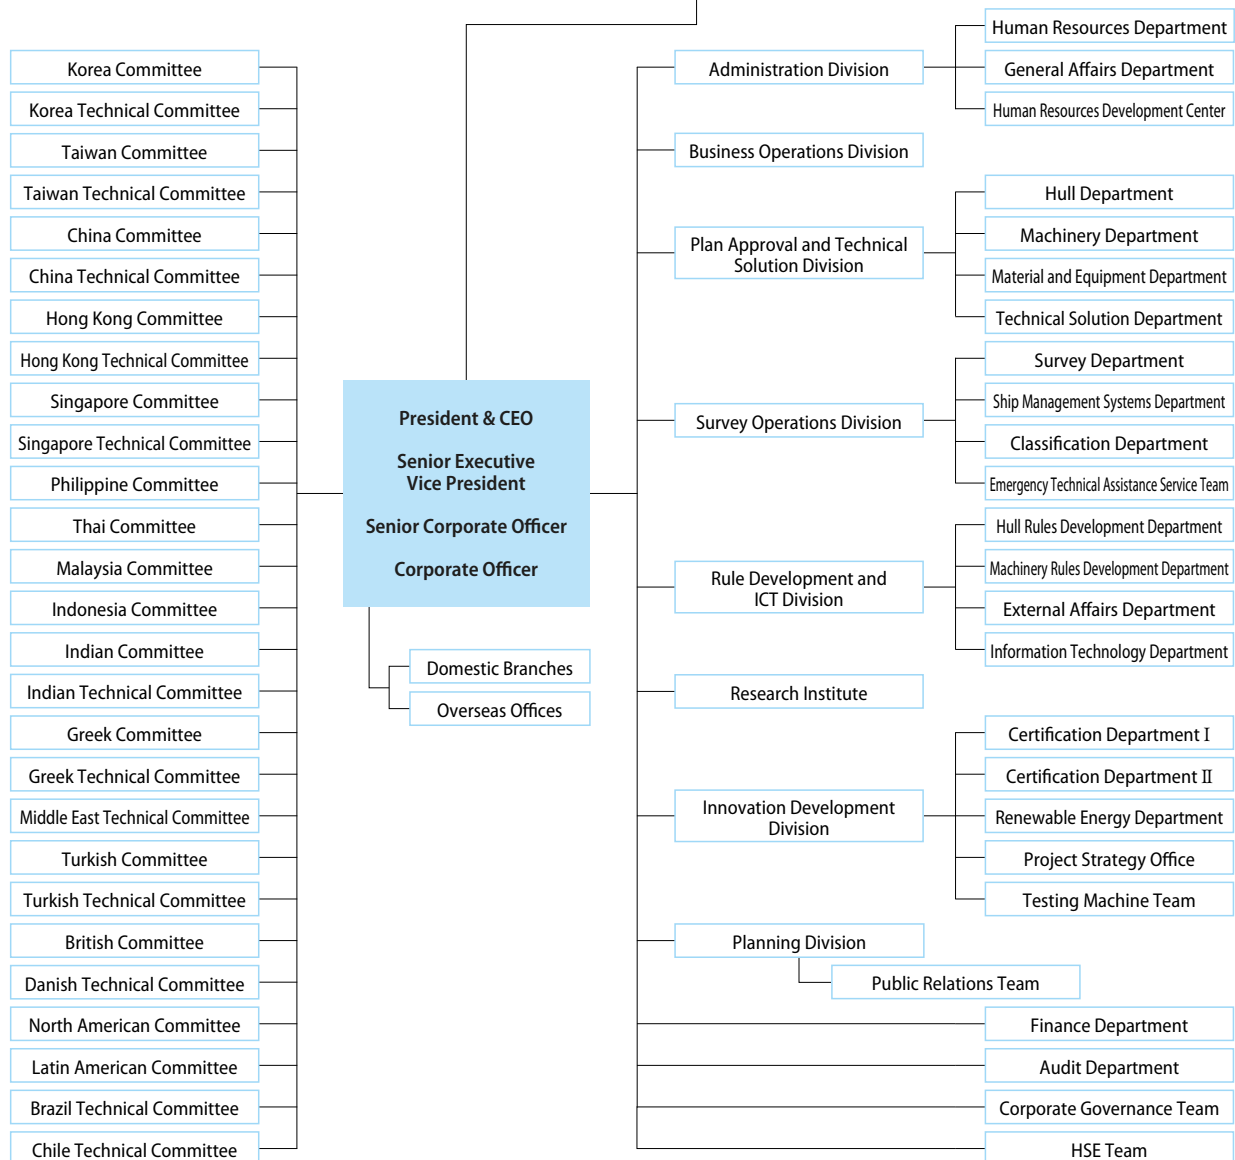 Korea Committee
Korea Technical Committee
Taiwan Committee
Taiwan Technical Committee
China Committee
China Technical Committee
Hong Kong Committee
Hong Kong Technical Committee
Singapore Committee
Singapore Technical Committee
Philippine Committee
Thai Committee
Malaysia Committee
Indonesia Committee
Indian Committee
Indian Technical Committee
Greek Committee
Greek Technical Committee
Middle East Technical Committee
Turkish Committee
Turkish Technical Committee
British Committee
Danish Technical Committee
North American Committee
Latin American Committee
Brazil Technical Committee
Chile Technical Committee
President & CEO
Senior Executive
Vice President
Senior Corporate Officer
Corporate Officer
Domestic Branches
Overseas Offices
Administration Division
Human Resources Department
General Affairs Department
Human Resources Development Center
Business Operations Division
Plan Approval and Technical
Solution Division
Hull Department
Machinery Department
Material and Equipment Department
Technical Solution Department
Survey Operations Division
Survey Department
Ship Management Systems Department
Classification Department
Emergency Technical Assistance Service Team
Rule Development and
ICT Division
Hull Rules Development Department
Machinery Rules Development Department
External Affairs Department
Information Technology Department
Research Institute
Innovation Development
Division
Certification Department I
Certification Department II
Renewable Energy Department
Project Strategy Office
Testing Machine Team
Planning Division
Public Relations Team
Finance Department
Audit Department
Corporate Governance Team
HSE Team